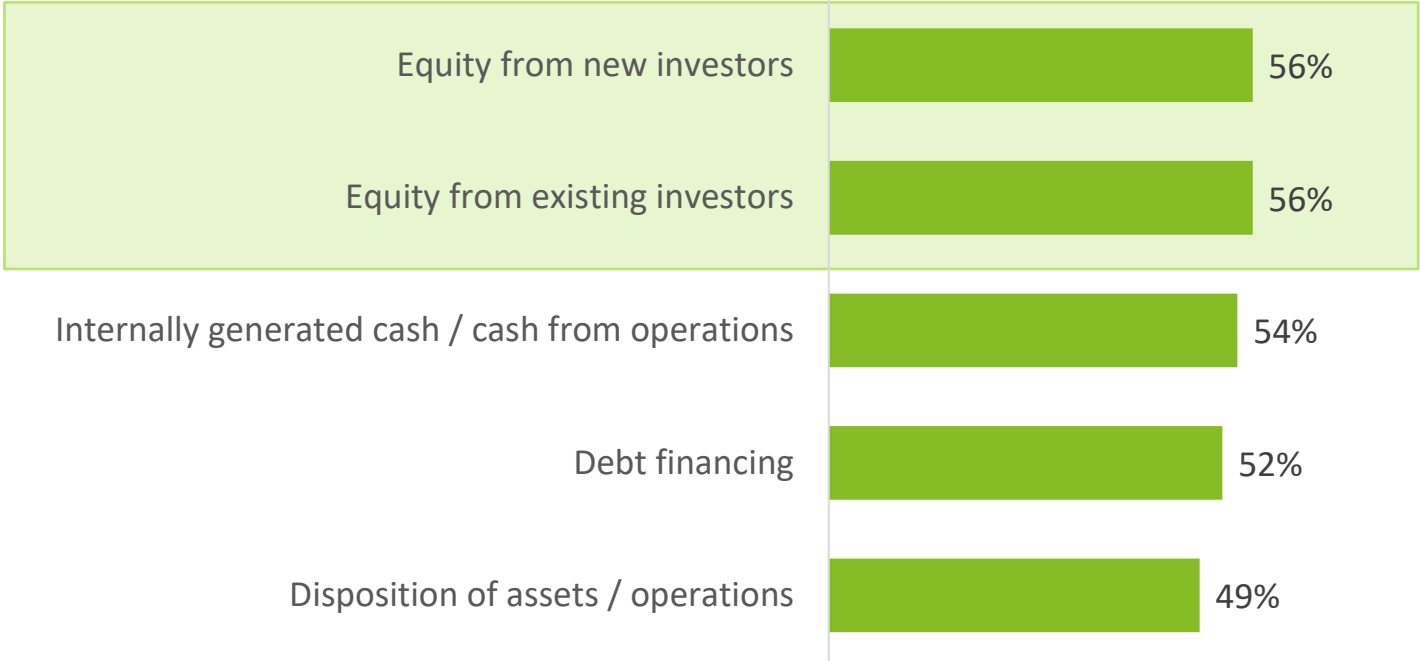 Equity from new investors 56%
Equity from existing investors 56%
Internally generated cash / cash from operations 54%
Debt financing 52%
Disposition of assets / operations 49%